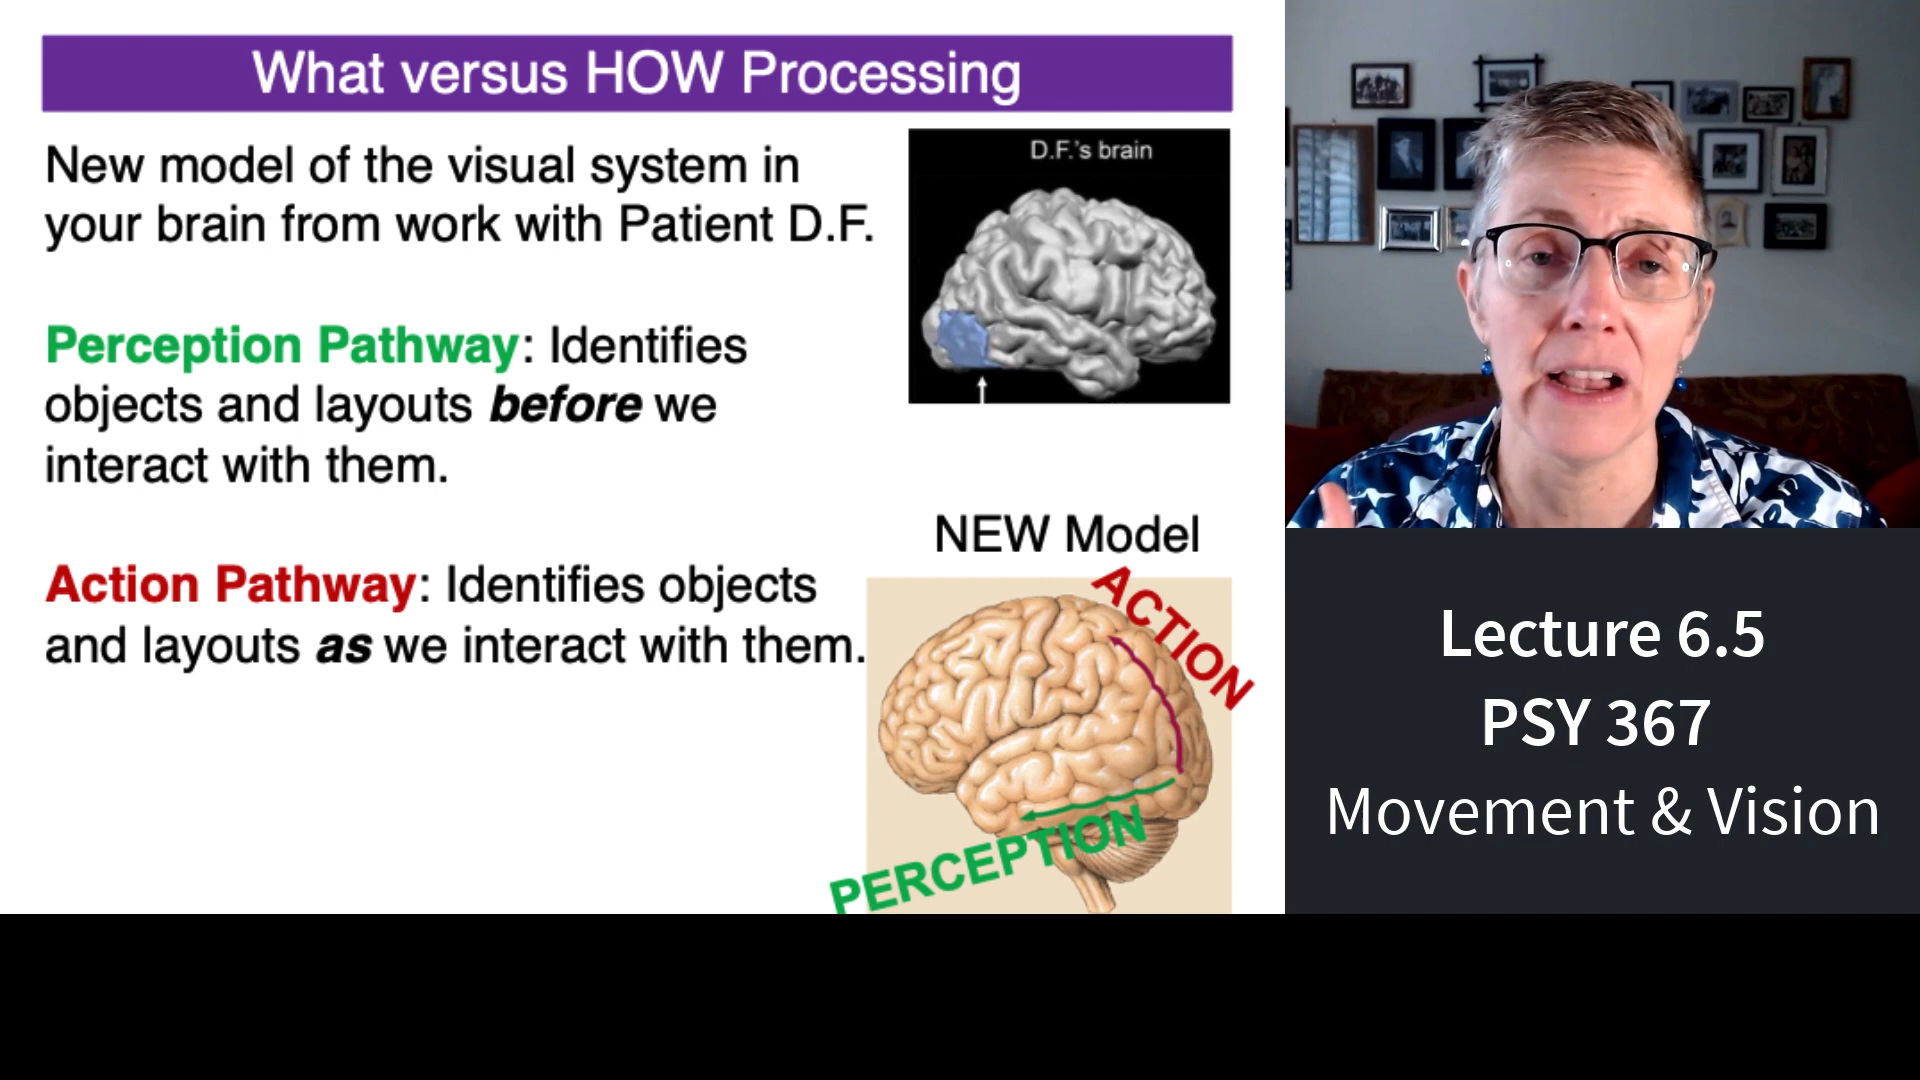 What versus HOW Processing
New model of the visual system in
your brain from work with Patient D.F.
D.F.'s brain
Perception Pathway: Identifies
objects and layouts before we
interact with them.
Action Pathway: Identifies objects
and layouts as we interact with them.
NEW Model
ACTION
PERCEPTION
Lecture 6.5
PSY 367
Movement & Vision